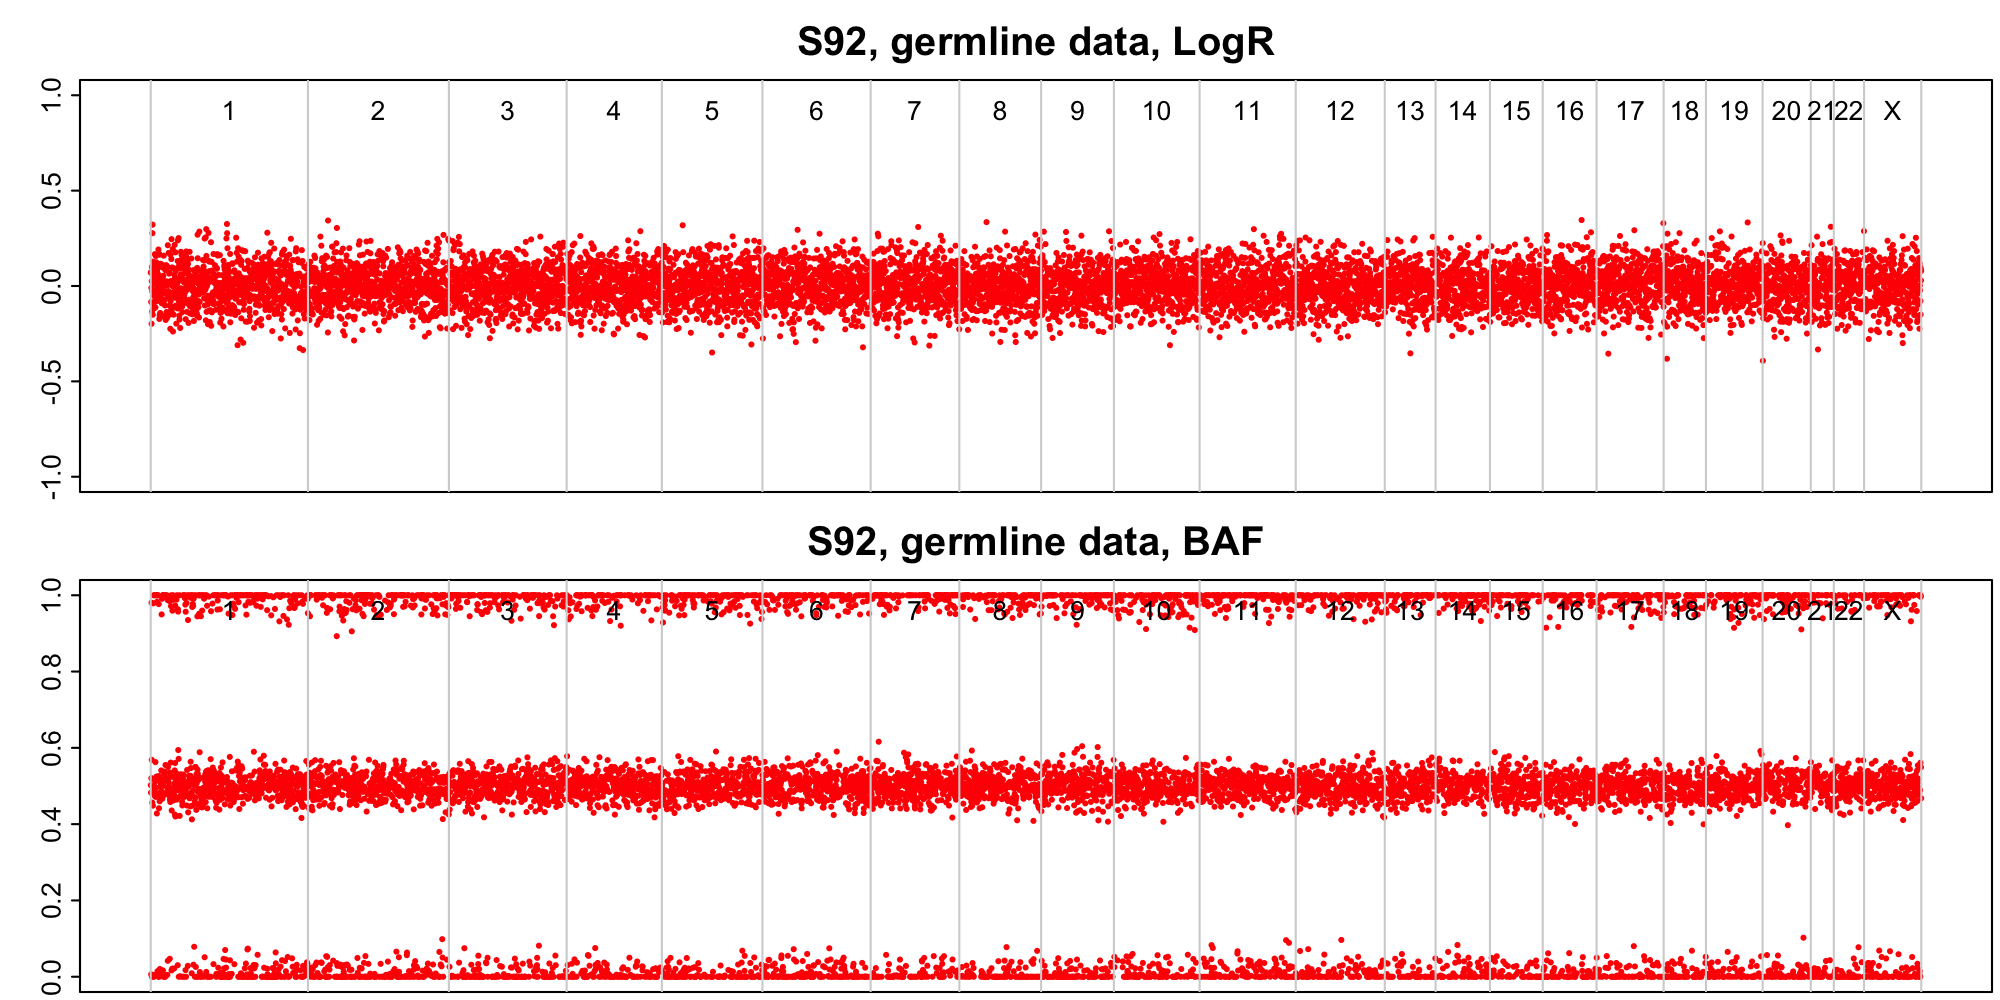 S92, germline data, LogR
1.0
0.5
0.0
-0.5
-1.0
1 2 3 4 5 6 7 8 9 10 11 12 13 14 15 16 17 18 19 20 21 22 X
S92, germline data, BAF
1.0
0.8
0.6
0.4
0.2
0.0
1 2 3 4 5 6 7 8 9 10 11 12 13 14 15 16 17 18 19 20 21 22 X